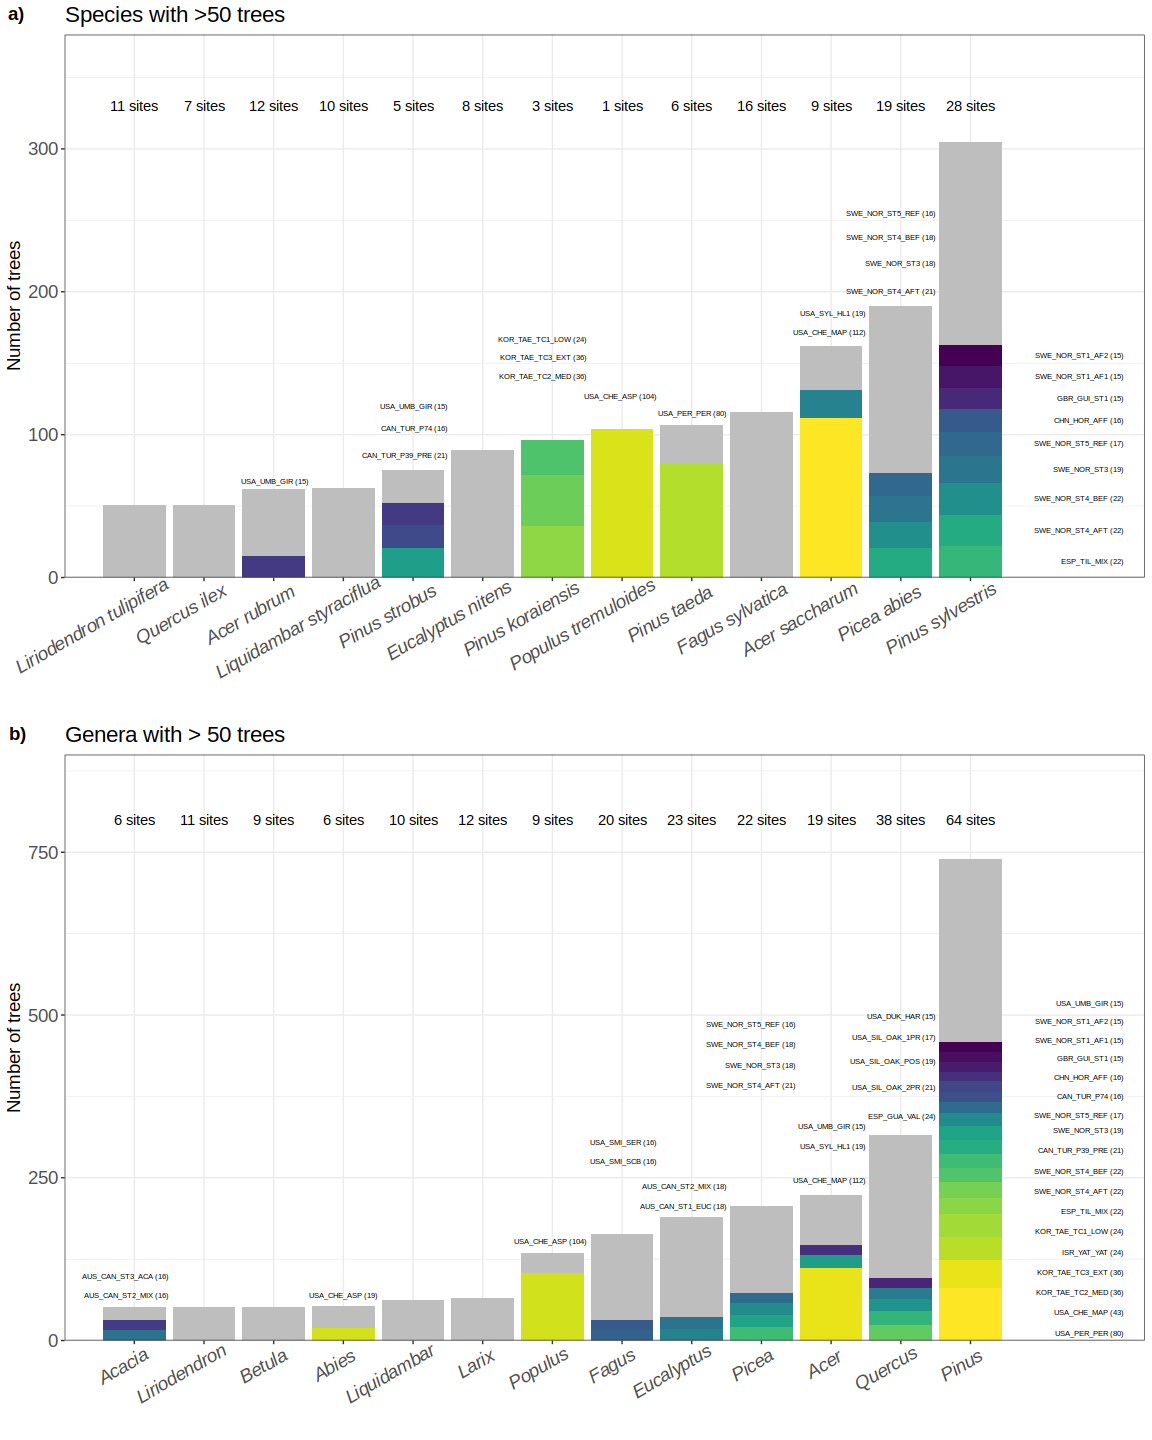 a) Species with >50 trees
11 sites 7 sites 12 sites 10 sites 5 sites 8 sites 3 sites 1 sites 6 sites 16 sites 9 sites 19 sites 28 sites
Number of trees
300
200
100
0
USA_UMB_GIR (15)
USA_UMB_GIR (15)
CAN_TUR_P74 (16)
CAN_TUR_P39_PRE (21)
KOR_TAE_TC1_LOW (24)
KOR_TAE_TC3_EXT (36)
KOR_TAE_TC2_MED (36)
USA_CHE_ASP (104)
USA_PER_PER (80)
USA_SYL_HL1 (19)
USA_CHE_MAP (112)
SWE_NOR_ST5_REF (16)
SWE_NOR_ST4_BEF (18)
SWE_NOR_ST3 (18)
SWE_NOR_ST4_AFT (21)
SWE_NOR_ST1_AF2 (15)
SWE_NOR_ST1_AF1 (15)
GBR_GUI_ST1 (15)
CHN_HOR_AFF (16)
SWE_NOR_ST5_REF (17)
SWE_NOR_ST3 (19)
SWE_NOR_ST4_BEF (22)
SWE_NOR_ST4_AFT (22)
ESP_TIL_MIX (22)
Liriodendron tulipifera
Quercus ilex
Acer rubrum
Liquidambar styraciflua
Pinus strobus
Eucalyptus nitens
Pinus koraiensis
Populus tremuloides
Pinus taeda
Fagus sylvatica
Acer saccharum
Picea abies
Pinus sylvestris
b) Genera with > 50 trees
6 sites 11 sites 9 sites 6 sites 10 sites 12 sites 9 sites 20 sites 23 sites 22 sites 19 sites 38 sites 64 sites
Number of trees
750
500
250
0
AUS_CAN_ST3_ACA (16)
AUS_CAN_ST2_MIX (16)
USA_CHE_ASP (19)
USA_CHE_ASP (104)
USA_SMI_SER (16)
USA_SMI_SCB (16)
AUS_CAN_ST2_MIX (18)
AUS_CAN_ST1_EUC (18)
SWE_NOR_ST5_REF (16)
SWE_NOR_ST4_BEF (18)
SWE_NOR_ST3 (18)
SWE_NOR_ST4_AFT (21)
USA_UMB_GIR (15)
USA_SYL_HL1 (19)
USA_CHE_MAP (112)
USA_DUK_HAR (15)
USA_SIL_OAK_1PR (17)
USA_SIL_OAK_POS (19)
USA_SIL_OAK_2PR (21)
ESP_GUA_VAL (24)
USA_UMB_GIR (15)
SWE_NOR_ST1_AF2 (15)
SWE_NOR_ST1_AF1 (15)
GBR_GUI_ST1 (15)
CHN_HOR_AFF (16)
CAN_TUR_P74 (16)
SWE_NOR_ST5_REF (17)
SWE_NOR_ST3 (19)
CAN_TUR_P39_PRE (21)
SWE_NOR_ST4_BEF (22)
SWE_NOR_ST4_AFT (22)
ESP_TIL_MIX (22)
KOR_TAE_TC1_LOW (24)
ISR_YAT_YAT (24)
KOR_TAE_TC3_EXT (36)
KOR_TAE_TC2_MED (36)
USA_CHE_MAP (43)
USA_PER_PER (80)
Acacia
Liriodendron
Betula
Abies
Liquidambar
Larix
Populus
Fagus
Eucalyptus
Picea
Acer
Quercus
Pinus